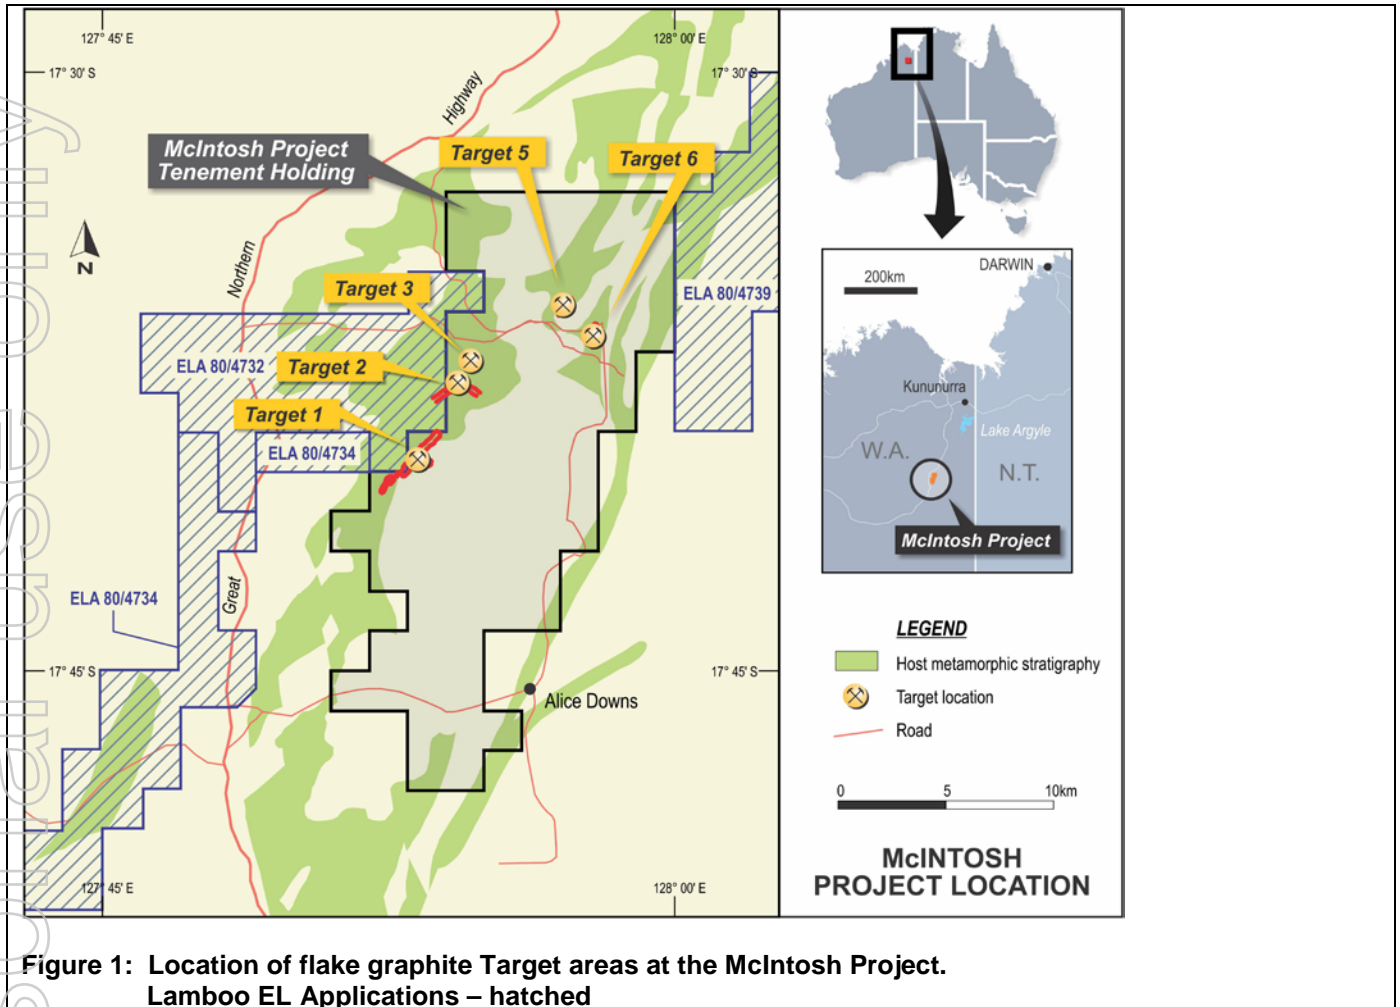 127° 45' E
128° 00' E
17° 30' S
17° 30' S
Highway
McIntosh Project
Tenement Holding
Target 5
Target 6
N
Northern
Target 3
ELA 80/4739
ELA 80/4732
Target 2
Target 1
ELA 80/4734
Great
ELA 80/4734
17° 45' S
17° 45' S
Alice Downs
127° 45' E
128° 00' E
200km
DARWIN
Kununurra
Lake Argyle
W.A.
N.T.
McIntosh Project
LEGEND
Host metamorphic stratigraphy
Target location
Road
0 5 10km
McINTOSH
PROJECT LOCATION
Figure 1: Location of flake graphite Target areas at the McIntosh Project.
Lamboo EL Applications – hatched